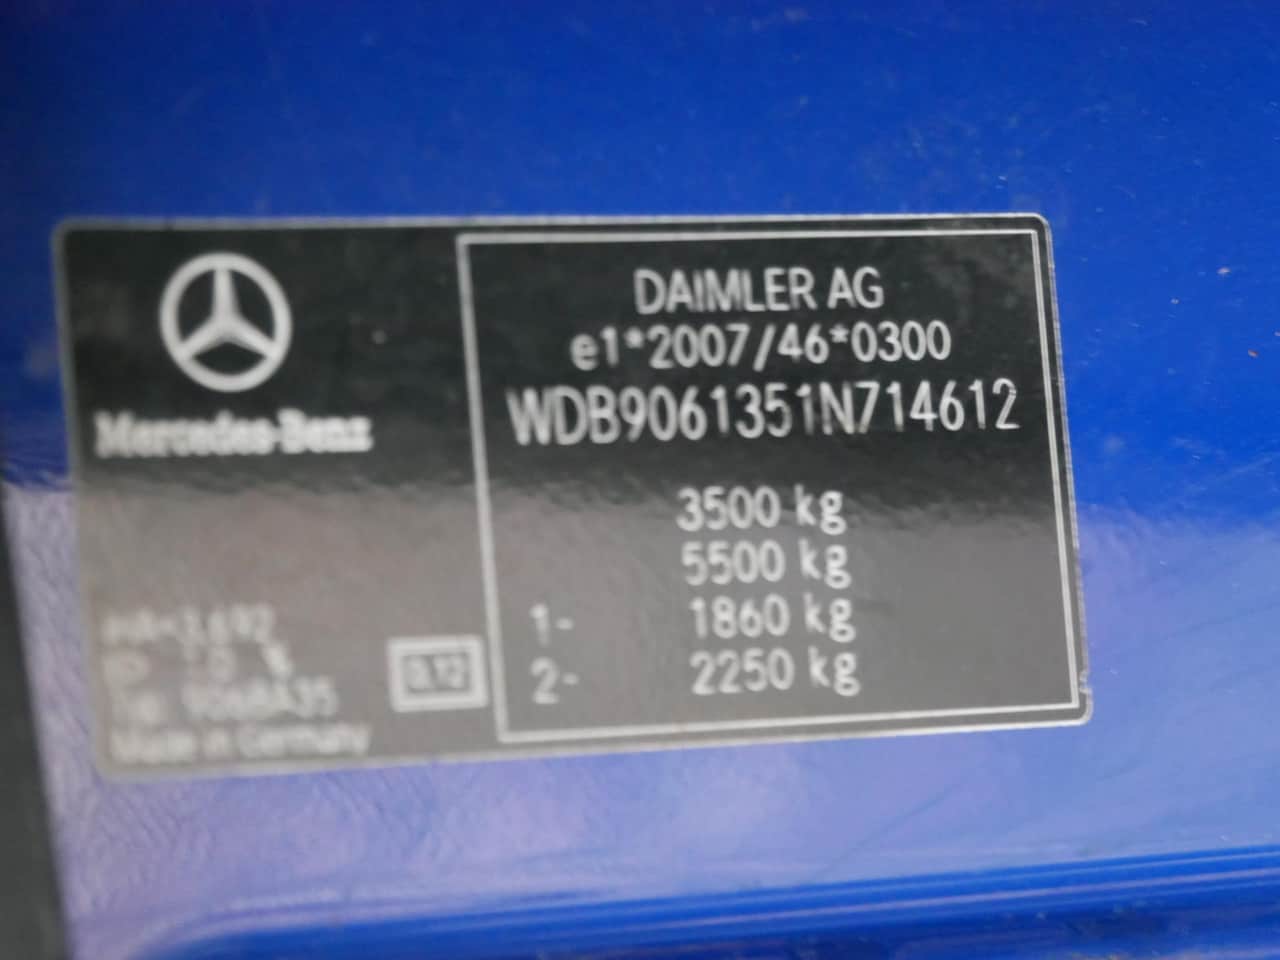 Mercedes-Benz
DAIMLER AG
e1*2007/46*0300
WDB9061351N714612
3500 kg
5500 kg
1- 1860 kg
2- 2250 kg
9068A35
Made in Germany